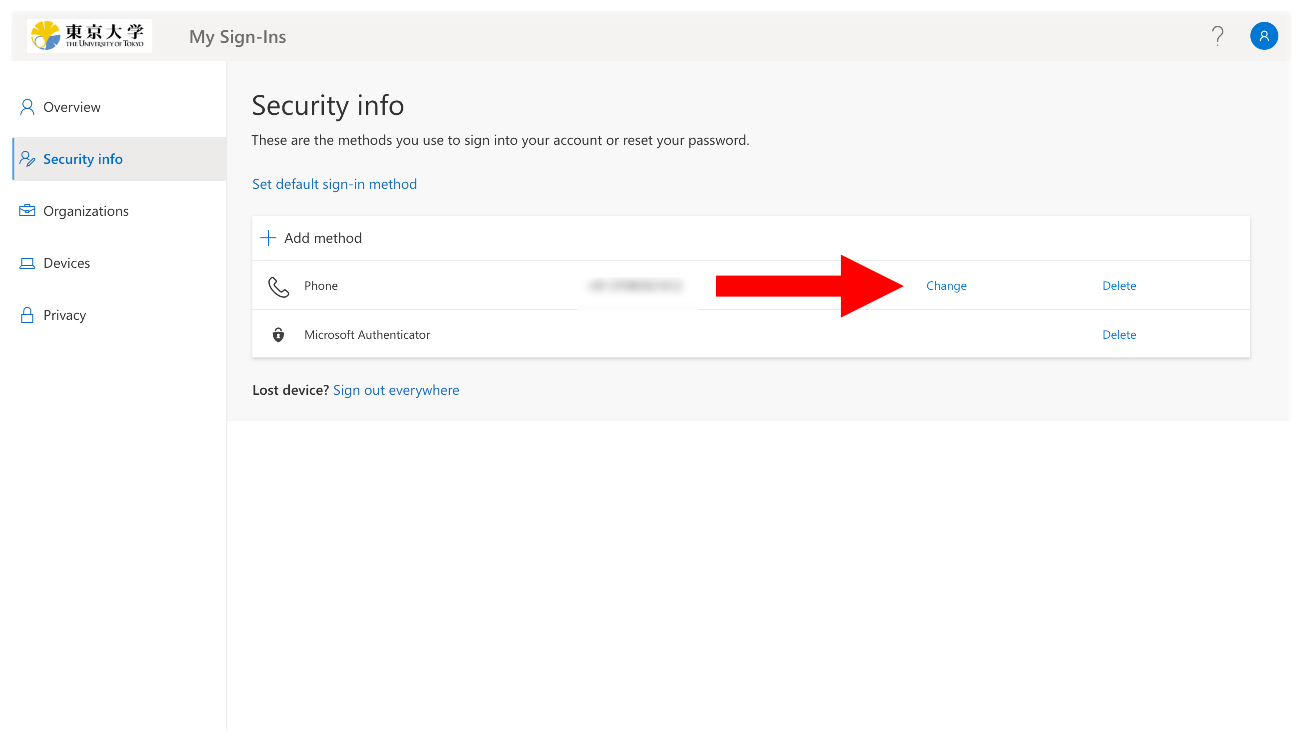 東京大学
THE UNIVERSITY OF TOKYO
My Sign-Ins
?
Overview
Security info
Organizations
Devices
Privacy
Security info
These are the methods you use to sign into your account or reset your password.
Set default sign-in method
Add method
Phone Change Delete
Microsoft Authenticator Delete
Lost device? Sign out everywhere